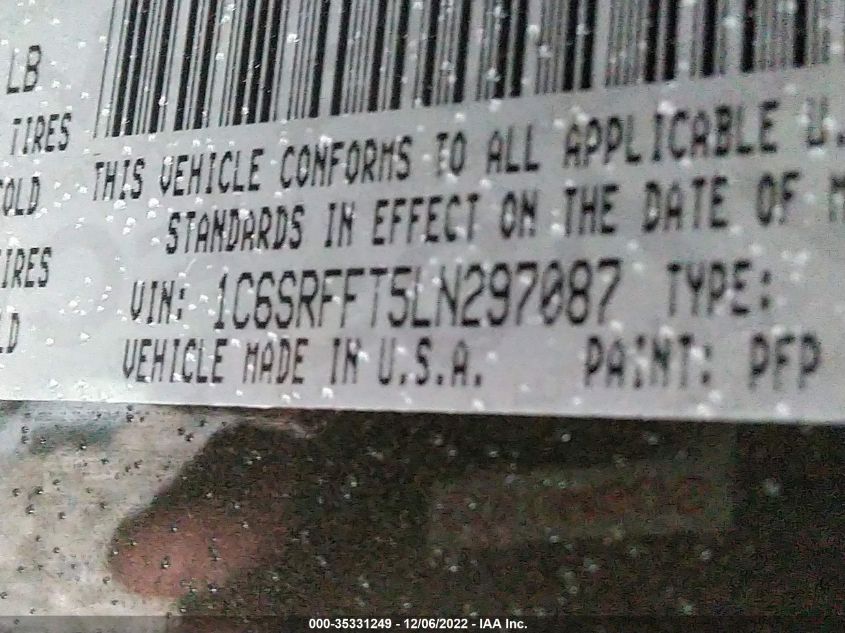 LB
TIRES
THIS VEHICLE CONFORMS TO ALL APPLICABLE U.
STANDARDS IN EFFECT ON THE DATE OF M
VIN: 1C6SRFFT5LN297087 TYPE:
VEHICLE MADE IN U.S.A. PAINT: PFP
OLD
IRES
LD
000-35331249 - 12/06/2022 - IAA Inc.